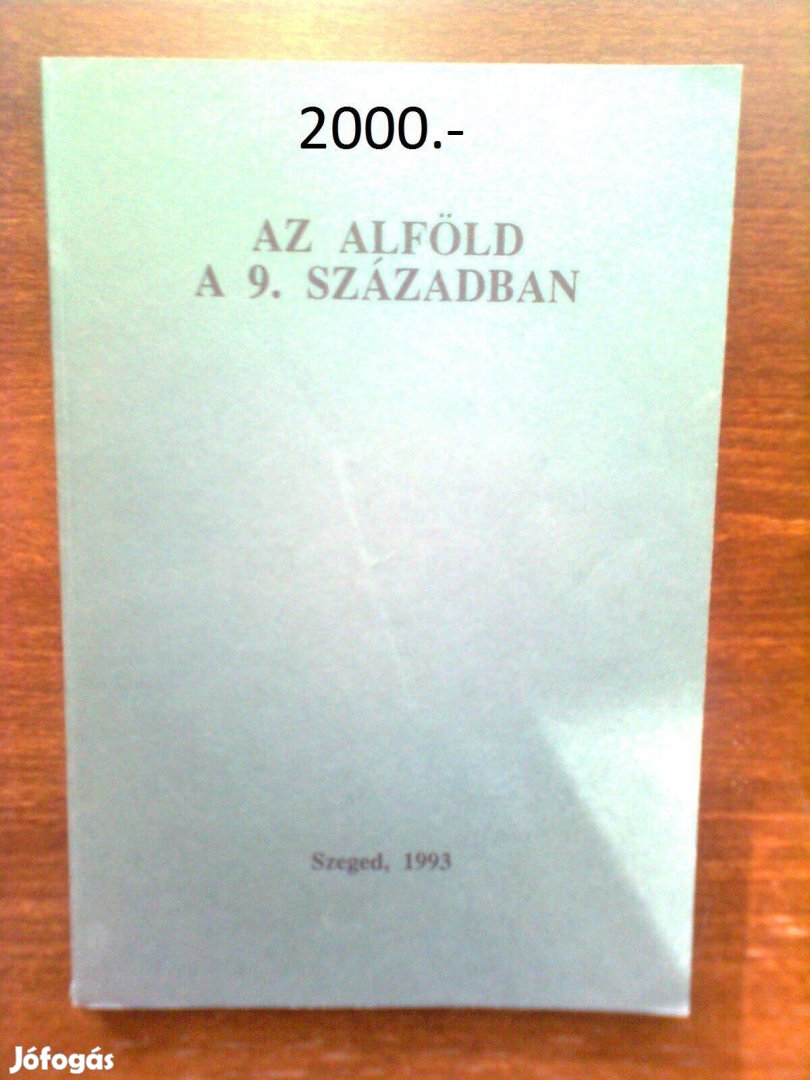 2000.-
AZ ALFÖLD
A 9. SZÁZADBAN
Szeged, 1993
Jófogás